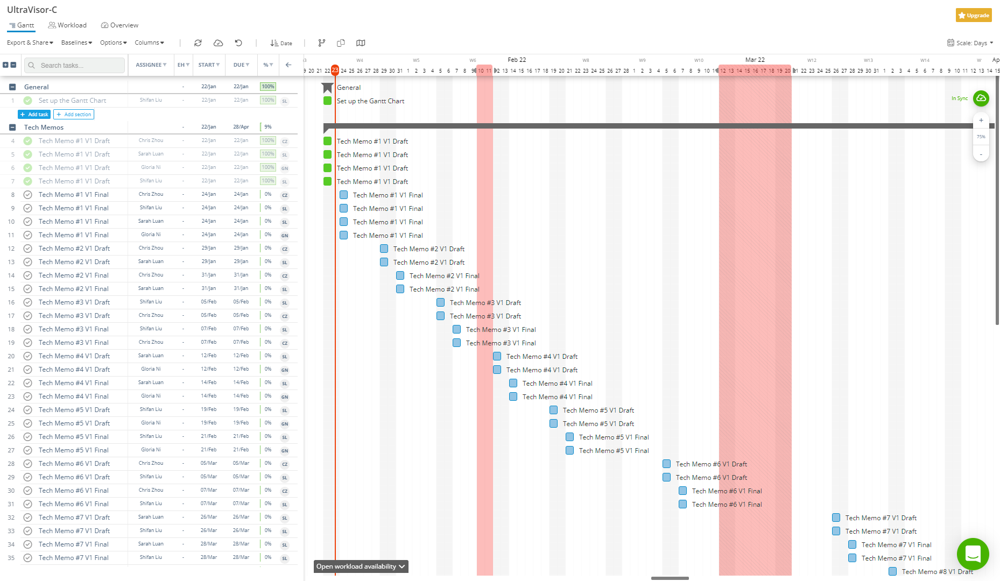 UltraVisor-C
Upgrade
Gantt Workload Overview
Export & Share Baselines Options Columns Date Scale: Days
Search tasks... ASSIGNEE EH START DUE %
W4 W5 W6 Feb 22 W8 W9 W10 Mar 22 W12 W13 W14 W Ap
9 20 21 22 23 24 25 26 27 28 29 30 31 1 2 3 4 5 6 7 8 9 10 11 12 13 14 15 16 17 18 19 20 21 22 23 24 25 26 27 28 1 2 3 4 5 6 7 8 9 10 11 12 13 14 15 16 17 18 19 20 21 22 23 24 25 26 27 28 29 30 31 1 2 3 4 5 6 7 8 9 10 11 12 13 14 15
General - 22/Jan 22/Jan 100% General
1 Set up the Gantt Chart Shifan Liu - 22/Jan 22/Jan 100% SL Set up the Gantt Chart
In Sync
+ Add task + Add section
+
75%
-
Tech Memos - 22/Jan 28/Apr 9%
4 Tech Memo #1 V1 Draft Chris Zhou - 22/Jan 22/Jan 100% CZ Tech Memo #1 V1 Draft
5 Tech Memo #1 V1 Draft Sarah Luan - 22/Jan 22/Jan 100% SL Tech Memo #1 V1 Draft
6 Tech Memo #1 V1 Draft Gloria Ni - 22/Jan 22/Jan 100% GN Tech Memo #1 V1 Draft
7 Tech Memo #1 V1 Draft Shifan Liu - 22/Jan 22/Jan 100% SL Tech Memo #1 V1 Draft
8 Tech Memo #1 V1 Final Chris Zhou - 24/Jan 24/Jan 0% CZ Tech Memo #1 V1 Final
9 Tech Memo #1 V1 Final Shifan Liu - 24/Jan 24/Jan 0% SL Tech Memo #1 V1 Final
10 Tech Memo #1 V1 Final Sarah Luan - 24/Jan 24/Jan 0% SL Tech Memo #1 V1 Final
11 Tech Memo #1 V1 Final Gloria Ni - 24/Jan 24/Jan 0% GN Tech Memo #1 V1 Final
12 Tech Memo #2 V1 Draft Chris Zhou - 29/Jan 29/Jan 0% CZ Tech Memo #2 V1 Draft
13 Tech Memo #2 V1 Draft Sarah Luan - 29/Jan 29/Jan 0% SL Tech Memo #2 V1 Draft
14 Tech Memo #2 V1 Final Chris Zhou - 31/Jan 31/Jan 0% CZ Tech Memo #2 V1 Final
15 Tech Memo #2 V1 Final Sarah Luan - 31/Jan 31/Jan 0% SL Tech Memo #2 V1 Final
16 Tech Memo #3 V1 Draft Shifan Liu - 05/Feb 05/Feb 0% SL Tech Memo #3 V1 Draft
17 Tech Memo #3 V1 Draft Chris Zhou - 05/Feb 05/Feb 0% CZ Tech Memo #3 V1 Draft
18 Tech Memo #3 V1 Final Shifan Liu - 07/Feb 07/Feb 0% SL Tech Memo #3 V1 Final
19 Tech Memo #3 V1 Final Chris Zhou - 07/Feb 07/Feb 0% CZ Tech Memo #3 V1 Final
20 Tech Memo #4 V1 Draft Sarah Luan - 12/Feb 12/Feb 0% SL Tech Memo #4 V1 Draft
21 Tech Memo #4 V1 Draft Gloria Ni - 12/Feb 12/Feb 0% GN Tech Memo #4 V1 Draft
22 Tech Memo #4 V1 Final Sarah Luan - 14/Feb 14/Feb 0% SL Tech Memo #4 V1 Final
23 Tech Memo #4 V1 Final Gloria Ni - 14/Feb 14/Feb 0% GN Tech Memo #4 V1 Final
24 Tech Memo #5 V1 Draft Shifan Liu - 19/Feb 19/Feb 0% SL Tech Memo #5 V1 Draft
25 Tech Memo #5 V1 Draft Gloria Ni - 19/Feb 19/Feb 0% GN Tech Memo #5 V1 Draft
26 Tech Memo #5 V1 Final Shifan Liu - 21/Feb 21/Feb 0% SL Tech Memo #5 V1 Final
27 Tech Memo #5 V1 Final Gloria Ni - 21/Feb 21/Feb 0% GN Tech Memo #5 V1 Final
28 Tech Memo #6 V1 Draft Chris Zhou - 05/Mar 05/Mar 0% CZ Tech Memo #6 V1 Draft
29 Tech Memo #6 V1 Draft Shifan Liu - 05/Mar 05/Mar 0% SL Tech Memo #6 V1 Draft
30 Tech Memo #6 V1 Final Chris Zhou - 07/Mar 07/Mar 0% CZ Tech Memo #6 V1 Final
31 Tech Memo #6 V1 Final Shifan Liu - 07/Mar 07/Mar 0% SL Tech Memo #6 V1 Final
32 Tech Memo #7 V1 Draft Sarah Luan - 26/Mar 26/Mar 0% SL Tech Memo #7 V1 Draft
33 Tech Memo #7 V1 Draft Shifan Liu - 26/Mar 26/Mar 0% SL Tech Memo #7 V1 Draft
34 Tech Memo #7 V1 Final Sarah Luan - 28/Mar 28/Mar 0% SL Tech Memo #7 V1 Final
35 Tech Memo #7 V1 Final Shifan Liu - 28/Mar 28/Mar 0% SL Tech Memo #7 V1 Final
Open workload availability
Tech Memo #8 V1 Draft